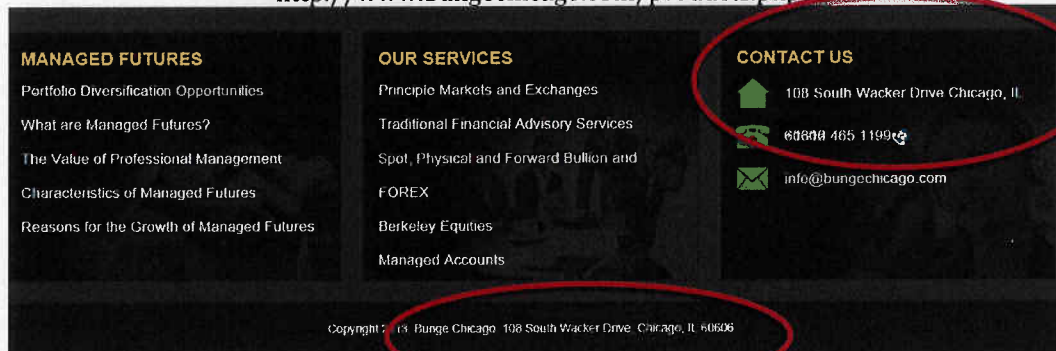 MANAGED FUTURES
Portfolio Diversification Opportunities
What are Managed Futures?
The Value of Professional Management
Characteristics of Managed Futures
Reasons for the Growth of Managed Futures
OUR SERVICES
Principle Markets and Exchanges
Traditional Financial Advisory Services
Spot, Physical and Forward Bullion and
FOREX
Berkeley Equities
Managed Accounts
CONTACT US
108 South Wacker Drive Chicago, IL
465 1199
info@bungechicago.com
Copyright Bunge Chicago 108 South Wacker Drive, Chicago, IL 60606